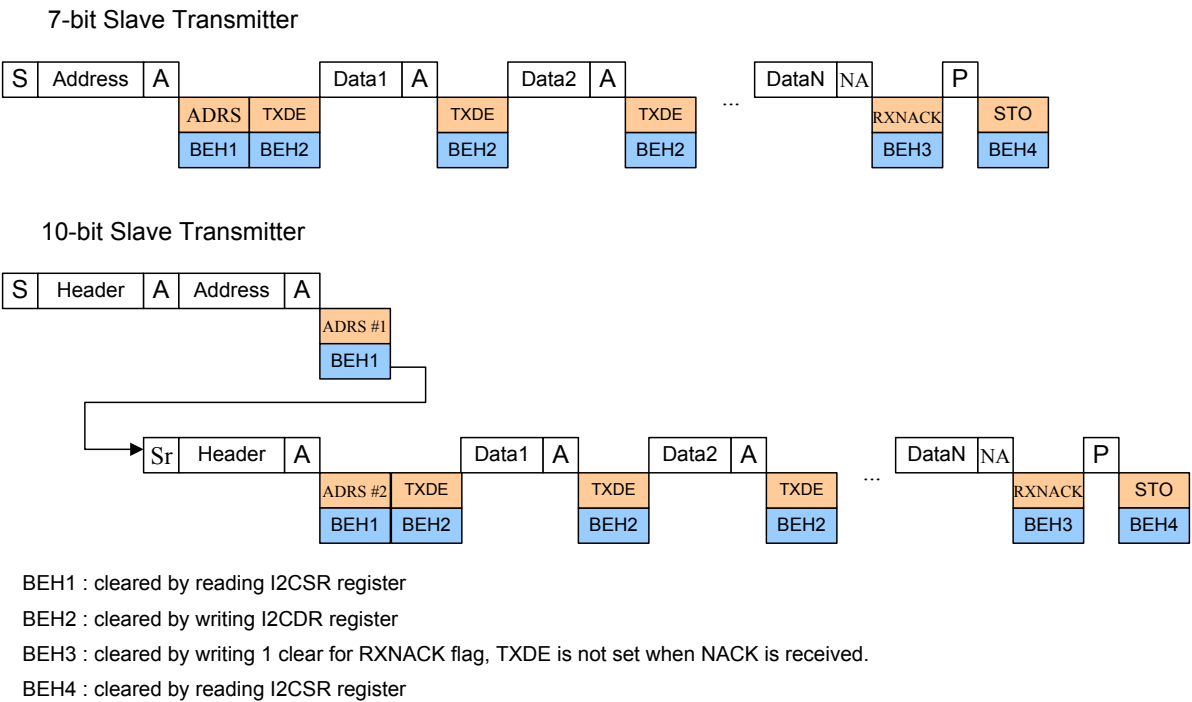 7-bit Slave Transmitter
S Address A Data1 A Data2 A DataN NA P
ADRS TXDE TXDE TXDE ... RXNACK STO
BEH1 BEH2 BEH2 BEH2 BEH3 BEH4
10-bit Slave Transmitter
S Header A Address A
ADRS #1
BEH1
Sr Header A Data1 A Data2 A DataN NA P
ADRS #2 TXDE TXDE TXDE ... RXNACK STO
BEH1 BEH2 BEH2 BEH2 BEH3 BEH4
BEH1 : cleared by reading I2CSR register
BEH2 : cleared by writing I2CDR register
BEH3 : cleared by writing 1 clear for RXNACK flag, TXDE is not set when NACK is received.
BEH4 : cleared by reading I2CSR register